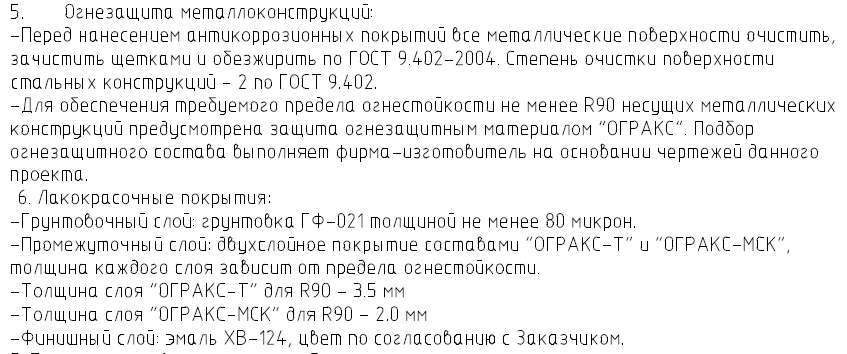 5. Огнезащита металлоконструкций:
-Перед нанесением антикоррозионных покрытий все металлические поверхности очистить,
зачистить щетками и обезжирить по ГОСТ 9.402-2004. Степень очистки поверхности
стальных конструкций - 2 по ГОСТ 9.402.
-Для обеспечения требуемого предела огнестойкости не менее R90 несущих металлических
конструкций предусмотрена защита огнезащитным материалом "ОГРАКС". Подбор
огнезащитного состава выполняет фирма-изготовитель на основании чертежей данного
проекта.
6. Лакокрасочные покрытия:
-Грунтовочный слой: грунтовка ГФ-021 толщиной не менее 80 микрон.
-Промежуточный слой: двухслойное покрытие составами "ОГРАКС-Т" и "ОГРАКС-МСК",
толщина каждого слоя зависит от предела огнестойкости.
-Толщина слоя "ОГРАКС-Т" для R90 - 3.5 мм
-Толщина слоя "ОГРАКС-МСК" для R90 - 2.0 мм
-Финишный слой: эмаль ХВ-124, цвет по согласованию с Заказчиком.